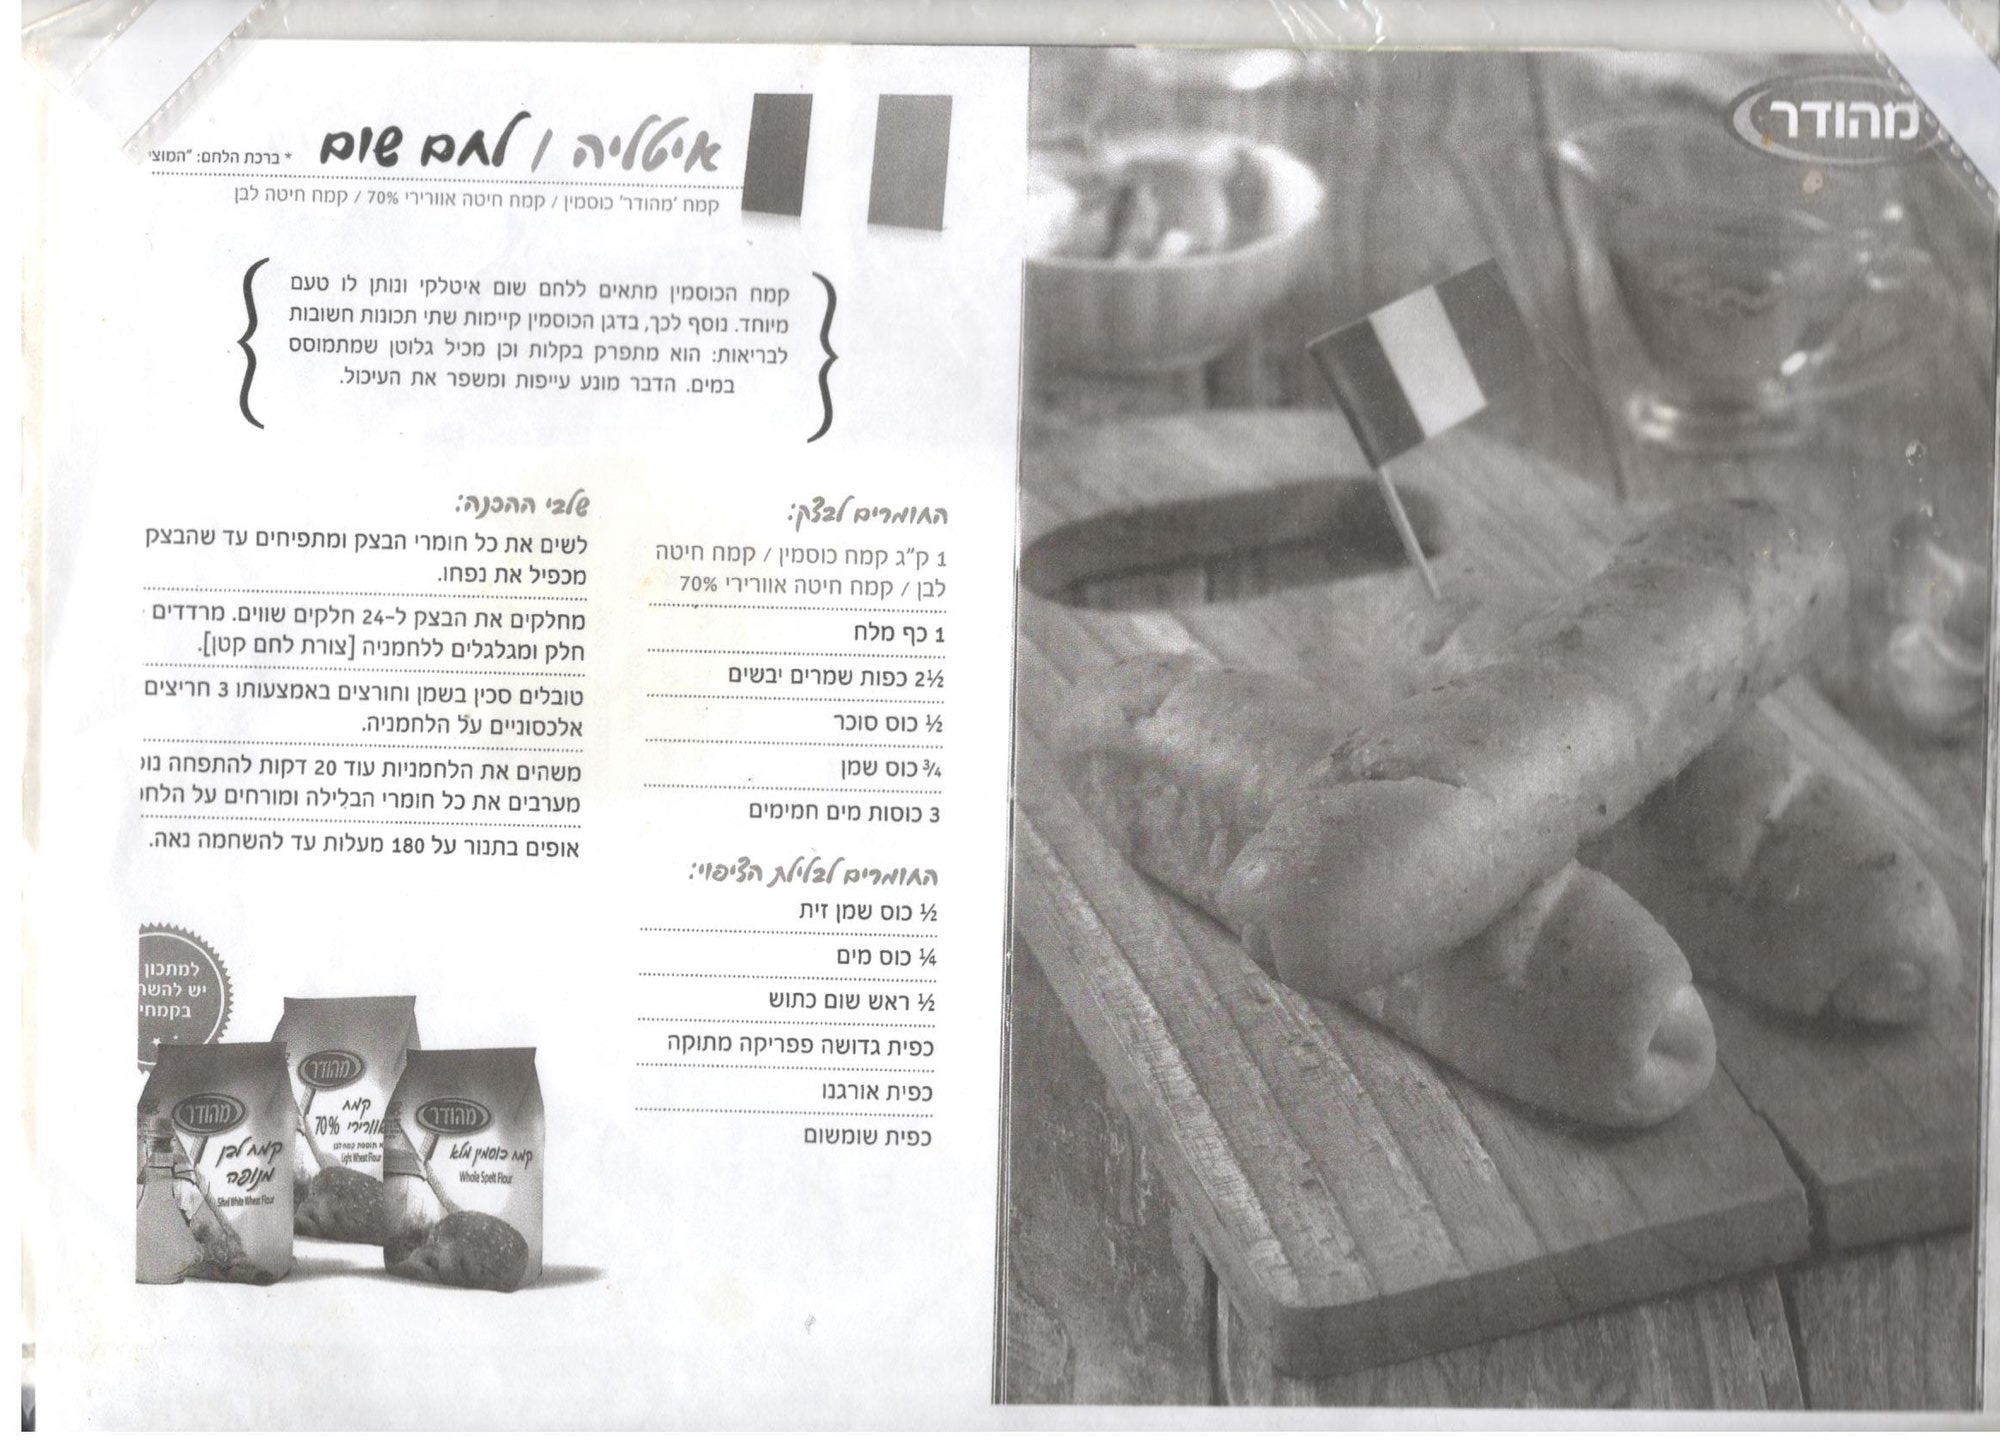 מהודר
איטליה / לחם שום
* ברכת הלחם: "המוצי
קמח 'מהודר' כוסמין / קמח חיטה אוורירי 70% / קמח חיטה לבן
קמח הכוסמין מתאים ללחם שום איטלקי ונותן לו טעם
מיוחד. נוסף לכך, בדגן הכוסמין קיימות שתי תכונות חשובות
לבריאות: הוא מתפרק בקלות וכן מכיל גלוטן שמתמוסס
במים. הדבר מונע עייפות ומשפר את העיכול.
החומרים לבצק:
1 ק"ג קמח כוסמין / קמח חיטה
לבן / קמח חיטה אוורירי 70%
1 כף מלח
2½ כפות שמרים יבשים
½ כוס סוכר
¾ כוס שמן
3 כוסות מים חמימים
החומרים לבלילת הציפוי:
½ כוס שמן זית
¼ כוס מים
½ ראש שום כתוש
כפית גדושה פפריקה מתוקה
כפית אורגנו
כפית שומשום
שלבי ההכנה:
לשים את כל חומרי הבצק ומתפיחים עד שהבצק
מכפיל את נפחו.
מחלקים את הבצק ל-24 חלקים שווים. מרדדים
חלק ומגלגלים ללחמניה [צורת לחם קטן].
טובלים סכין בשמן וחורצים באמצעותו 3 חריצים
אלכסוניים על הלחמניה.
משהים את הלחמניות עוד 20 דקות להתפחה
מערבים את כל חומרי הבלילה ומורחים על
אופים בתנור על 180 מעלות עד להשחמה נאה.
למתכון
יש
מהודר
קמח
אוורירי 70%
Light Wheat Flour
מהודר
קמח לבן
מנופה
Sifted White Wheat Flour
מהודר
קמח כוסמין מלא
Whole Spelt Flour